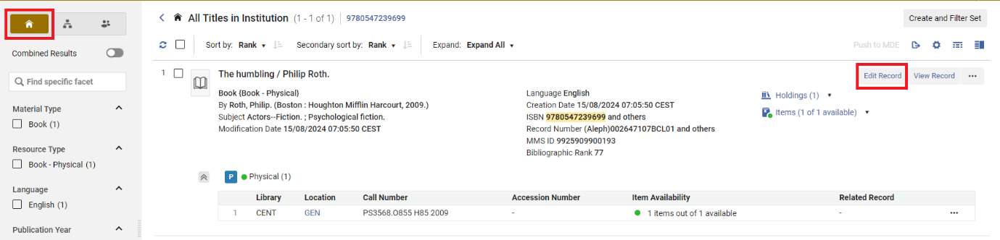 All Titles in Institution (1 - 1 of 1) 9780547239699
Create and Filter Set
Combined Results
Sort by: Rank Secondary sort by: Rank Expand: Expand All
Push to MDE
Find specific facet
Material Type
Book (1)
Resource Type
Book - Physical (1)
Language
English (1)
Publication Year
1
The humbling / Philip Roth.
Edit Record View Record
Book {Book - Physical}
By Roth, Philip. (Boston : Houghton Mifflin Harcourt, 2009.)
Subject Actors--Fiction. ; Psychological fiction.
Modification Date 15/08/2024 07:05:50 CEST
Language English
Creation Date 15/08/2024 07:05:50 CEST
ISBN 9780547239699 and others
Record Number (Aleph)002647107BCL01 and others
MMS ID 9925909900193
Bibliographic Rank 77
Holdings (1)
Items (1 of 1 available)
P Physical (1)
Library Location Call Number Accession Number Item Availability Related Record
1 CENT GEN PS3568.O855 H85 2009 - 1 items out of 1 available -